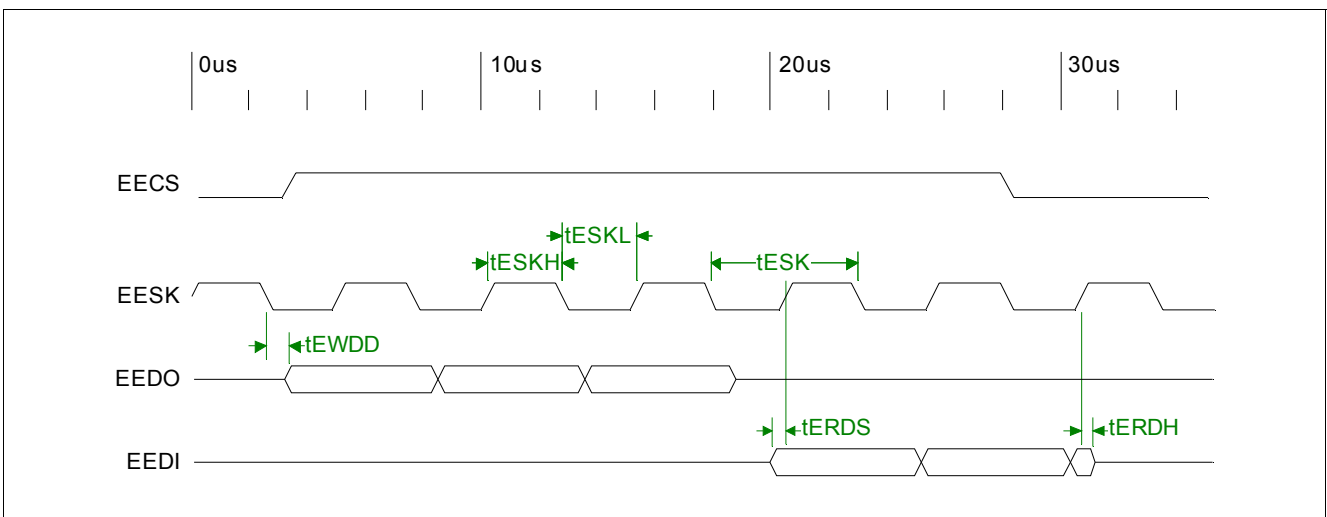 0us 10us 20us 30us
EECS
tESKL
tESKH tESK
EESK
tEWDD
EEDO
tERDS tERDH
EEDI